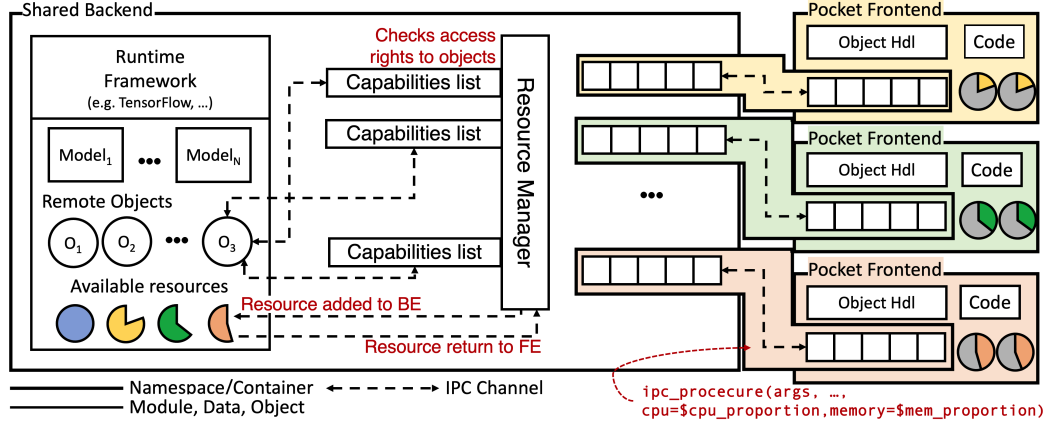 Shared Backend
Runtime
Framework
(e.g. TensorFlow, ...)
Model1
•••
ModelN
Remote Objects
O1
O2
•••
O3
Available resources
Checks access
rights to objects
Capabilities list
Capabilities list
Capabilities list
Resource Manager
Resource added to BE
Resource return to FE
•••
Pocket Frontend
Object Hdl
Code
Pocket Frontend
Object Hdl
Code
Pocket Frontend
Object Hdl
Code
Namespace/Container
IPC Channel
Module, Data, Object
ipc_procecure(args, …,
cpu=$cpu_proportion,memory=$mem_proportion)